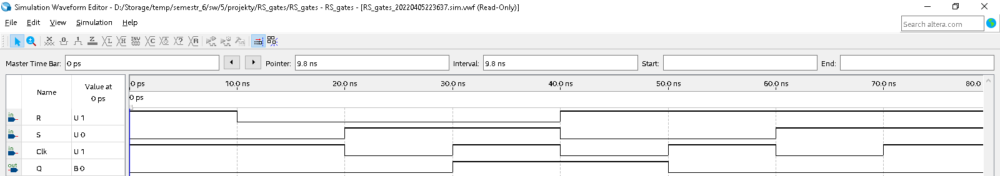 Simulation Waveform Editor - D:/Storage/temp/semestr_6/sw/5/projekty/RS_gates/RS_gates - RS_gates - [RS_gates_20220405223637.sim.vwf (Read-Only)]
File Edit View Simulation Help
Search altera.com
Master Time Bar: 0 ps Pointer: 9.8 ns Interval: 9.8 ns Start: End:
Name Value at 0 ps
0 ps 10.0 ns 20.0 ns 30.0 ns 40.0 ns 50.0 ns 60.0 ns 70.0 ns 80.0
0 ps
in R U 1
in S U 0
in Clk U 1
out Q B 0